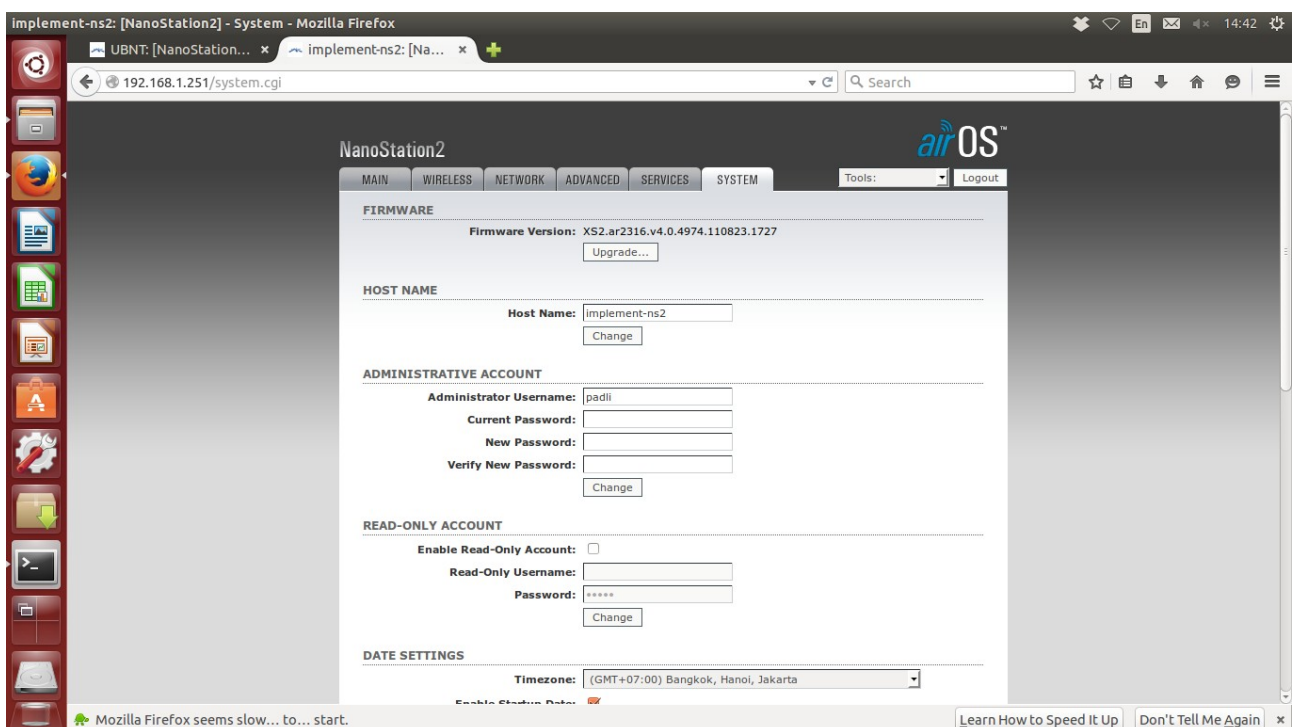 implement-ns2: [NanoStation2] - System - Mozilla Firefox
En
14:42
UBNT: [NanoStation... ×
implement-ns2: [Na... ×
192.168.1.251/system.cgi
Search
NanoStation2
airOS™
MAIN WIRELESS NETWORK ADVANCED SERVICES SYSTEM
Tools:
Logout
FIRMWARE
Firmware Version: XS2.ar2316.v4.0.4974.110823.1727
Upgrade...
HOST NAME
Host Name: implement-ns2
Change
ADMINISTRATIVE ACCOUNT
Administrator Username: padli
Current Password:
New Password:
Verify New Password:
Change
READ-ONLY ACCOUNT
Enable Read-Only Account:
Read-Only Username:
Password: •••••
Change
DATE SETTINGS
Timezone: (GMT+07:00) Bangkok, Hanoi, Jakarta
Enable Startup Date:
Mozilla Firefox seems slow... to... start.
Learn How to Speed It Up
Don't Tell Me Again ×